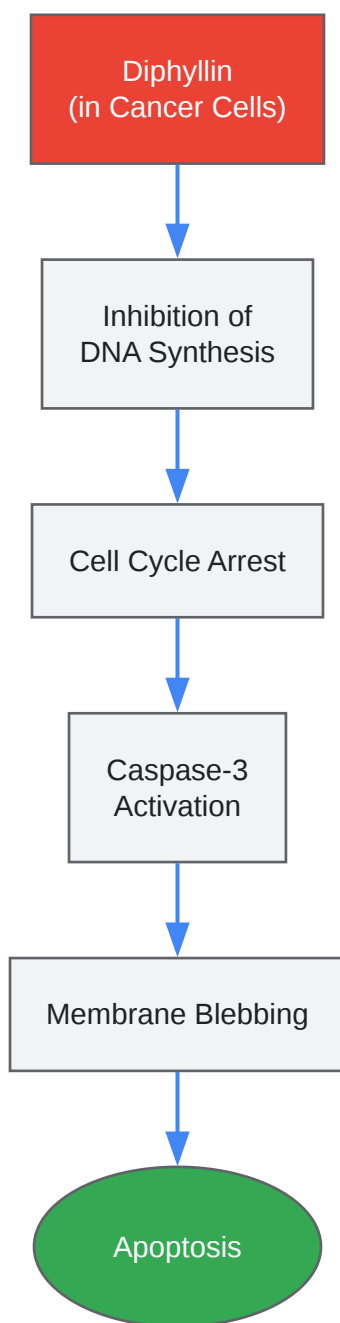 Diphyllin
(in Cancer Cells)
Inhibition of
DNA Synthesis
Cell Cycle Arrest
Caspase-3
Activation
Membrane Blebbing
Apoptosis